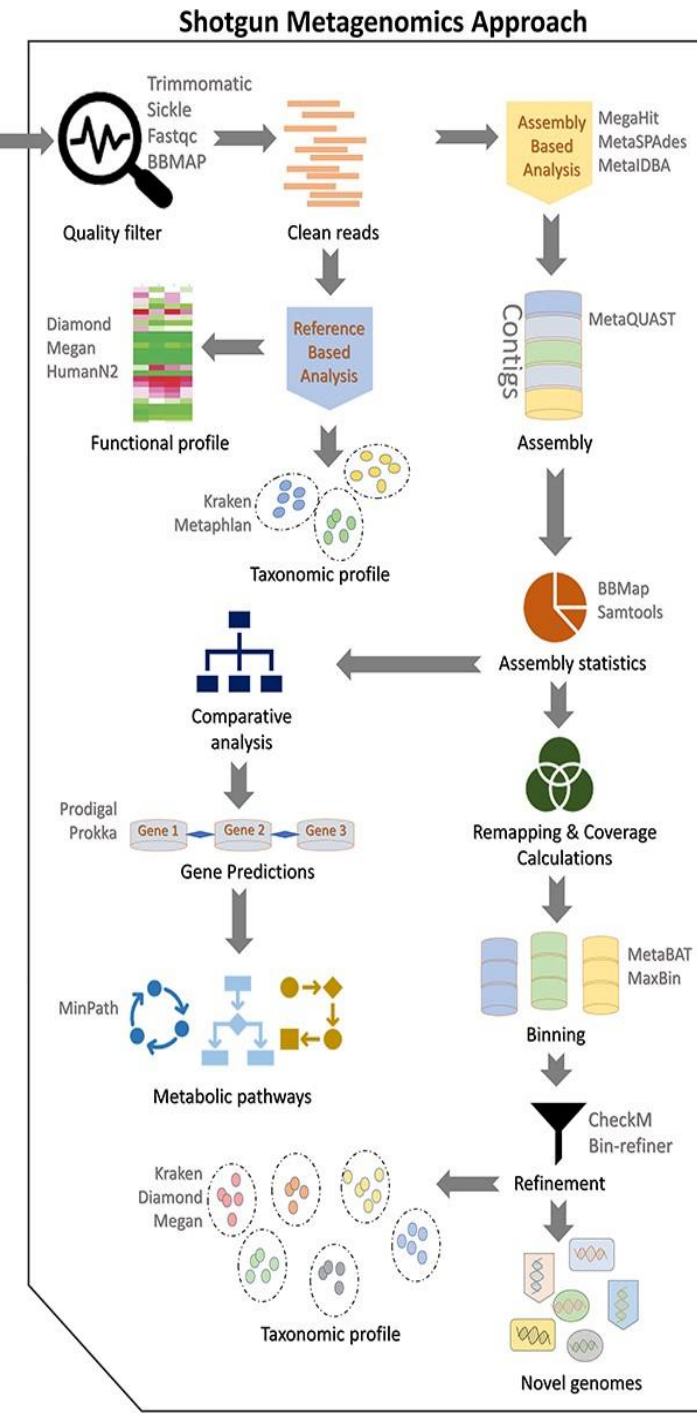 Shotgun Metagenomics Approach
Trimmomatic
Sickle
Fastqc
BBMAP
Quality filter
Clean reads
Assembly
Based
Analysis
MegaHit
MetaSPAdes
MetaIDBA
Diamond
Megan
HumanN2
Functional profile
Reference
Based
Analysis
Contigs
MetaQUAST
Assembly
Kraken
Metaphlan
Taxonomic profile
BBMap
Samtools
Assembly statistics
Comparative
analysis
Prodigal
Prokka
Gene 1
Gene 2
Gene 3
Gene Predictions
Remapping & Coverage
Calculations
MinPath
Metabolic pathways
MetaBAT
MaxBin
Binning
CheckM
Bin-refiner
Refinement
Kraken
Diamond
Megan
Taxonomic profile
Novel genomes